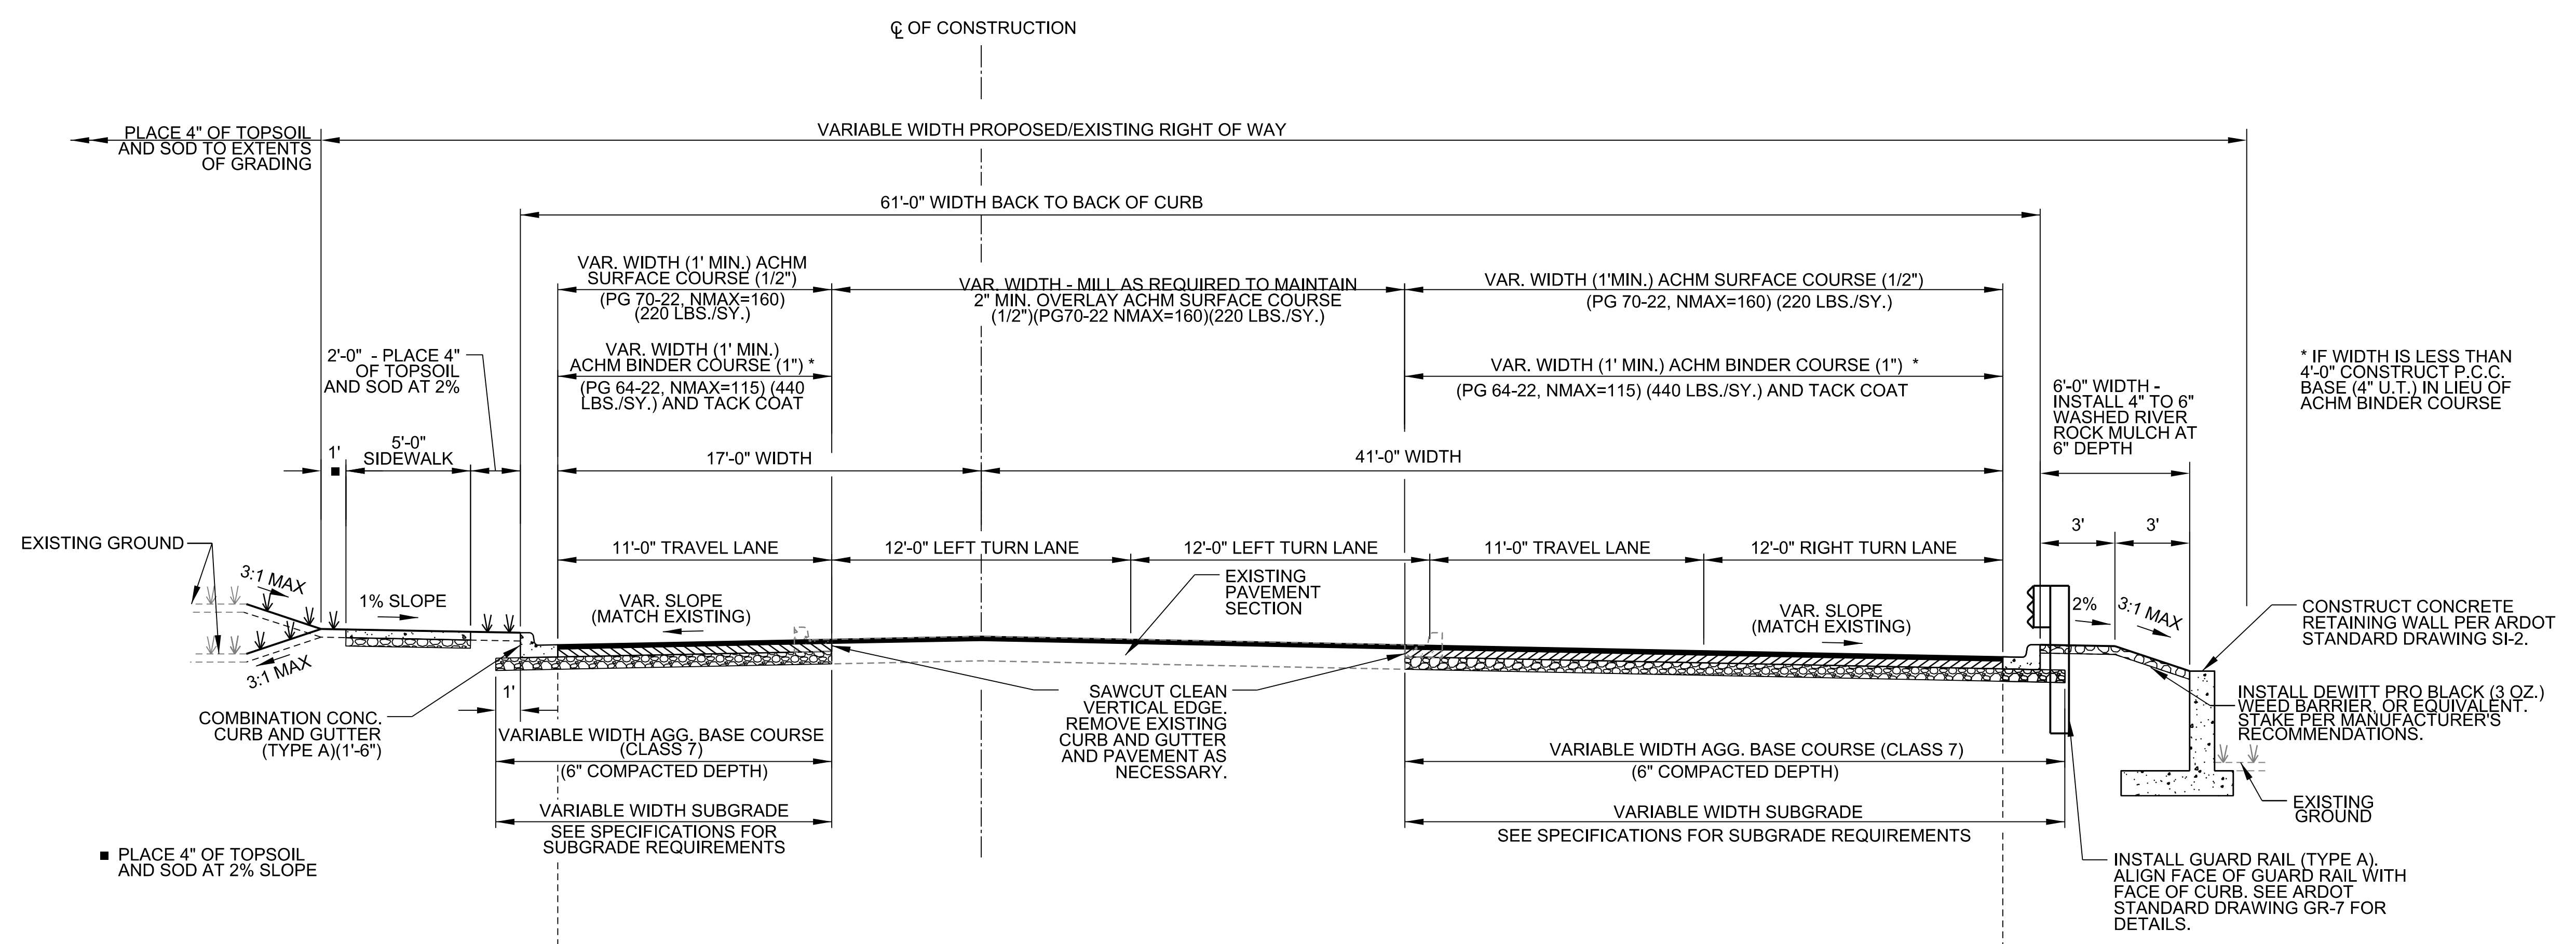 ℄ OF CONSTRUCTION
PLACE 4" OF TOPSOIL
AND SOD TO EXTENTS
OF GRADING
VARIABLE WIDTH PROPOSED/EXISTING RIGHT OF WAY
61'-0" WIDTH BACK TO BACK OF CURB
VAR. WIDTH (1' MIN.) ACHM
SURFACE COURSE (1/2")
(PG 70-22, NMAX=160)
(220 LBS./SY.)
VAR. WIDTH - MILL AS REQUIRED TO MAINTAIN
2" MIN. OVERLAY ACHM SURFACE COURSE
(1/2")(PG70-22 NMAX=160)(220 LBS./SY.)
VAR. WIDTH (1'MIN.) ACHM SURFACE COURSE (1/2")
(PG 70-22, NMAX=160) (220 LBS./SY.)
2'-0"  - PLACE 4"
OF TOPSOIL
AND SOD AT 2%
VAR. WIDTH (1' MIN.)
ACHM BINDER COURSE (1") *
(PG 64-22, NMAX=115) (440
LBS./SY.) AND TACK COAT
VAR. WIDTH (1' MIN.) ACHM BINDER COURSE (1")  *
(PG 64-22, NMAX=115) (440 LBS./SY.) AND TACK COAT
* IF WIDTH IS LESS THAN
4'-0" CONSTRUCT P.C.C.
BASE (4" U.T.) IN LIEU OF
ACHM BINDER COURSE
6'-0" WIDTH -
INSTALL 4" TO 6"
WASHED RIVER
ROCK MULCH AT
6" DEPTH
1'
■
5'-0"
SIDEWALK
17'-0" WIDTH
41'-0" WIDTH
EXISTING GROUND
11'-0" TRAVEL LANE
12'-0" LEFT TURN LANE
12'-0" LEFT TURN LANE
11'-0" TRAVEL LANE
12'-0" RIGHT TURN LANE
3'
3'
3:1 MAX
1% SLOPE
VAR. SLOPE
(MATCH EXISTING)
EXISTING
PAVEMENT
SECTION
VAR. SLOPE
(MATCH EXISTING)
2%
3:1 MAX
CONSTRUCT CONCRETE
RETAINING WALL PER ARDOT
STANDARD DRAWING SI-2.
3:1 MAX
1'
COMBINATION CONC.
CURB AND GUTTER
(TYPE A)(1'-6")
SAWCUT CLEAN
VERTICAL EDGE.
REMOVE EXISTING
CURB AND GUTTER
AND PAVEMENT AS
NECESSARY.
INSTALL DEWITT PRO BLACK (3 OZ.)
WEED BARRIER, OR EQUIVALENT.
STAKE PER MANUFACTURER'S
RECOMMENDATIONS.
VARIABLE WIDTH AGG. BASE COURSE
(CLASS 7)
(6" COMPACTED DEPTH)
VARIABLE WIDTH AGG. BASE COURSE (CLASS 7)
(6" COMPACTED DEPTH)
VARIABLE WIDTH SUBGRADE
SEE SPECIFICATIONS FOR
SUBGRADE REQUIREMENTS
VARIABLE WIDTH SUBGRADE
SEE SPECIFICATIONS FOR SUBGRADE REQUIREMENTS
EXISTING
GROUND
■ PLACE 4" OF TOPSOIL
AND SOD AT 2% SLOPE
INSTALL GUARD RAIL (TYPE A).
ALIGN FACE OF GUARD RAIL WITH
FACE OF CURB. SEE ARDOT
STANDARD DRAWING GR-7 FOR
DETAILS.